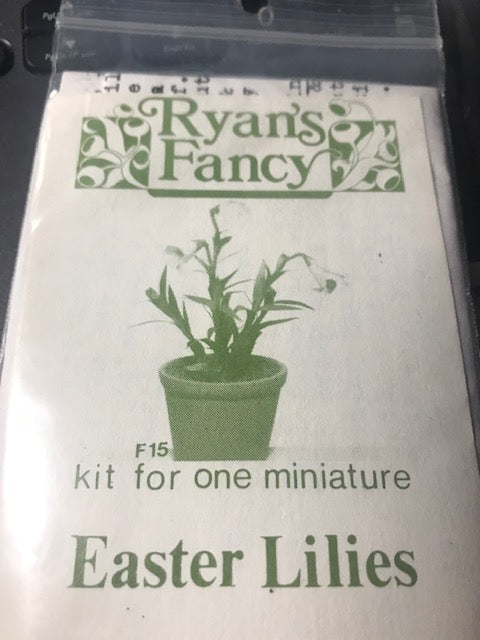 Ryan's
Fancy
F15
kit for one miniature
Easter Lilies